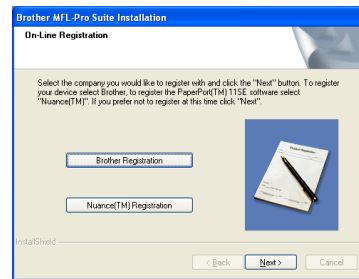 Brother MFL-Pro Suite Installation
On-Line Registration
Select the company you would like to register with and click the "Next" button. To register
your device select Brother, to register the PaperPort(TM) 11SE software select
"Nuance(TM)". If you prefer not to register at this time click "Next".
Brother Registration
Product Registration
Nuance(TM) Registration
InstallShield
< Back
Next >
Cancel